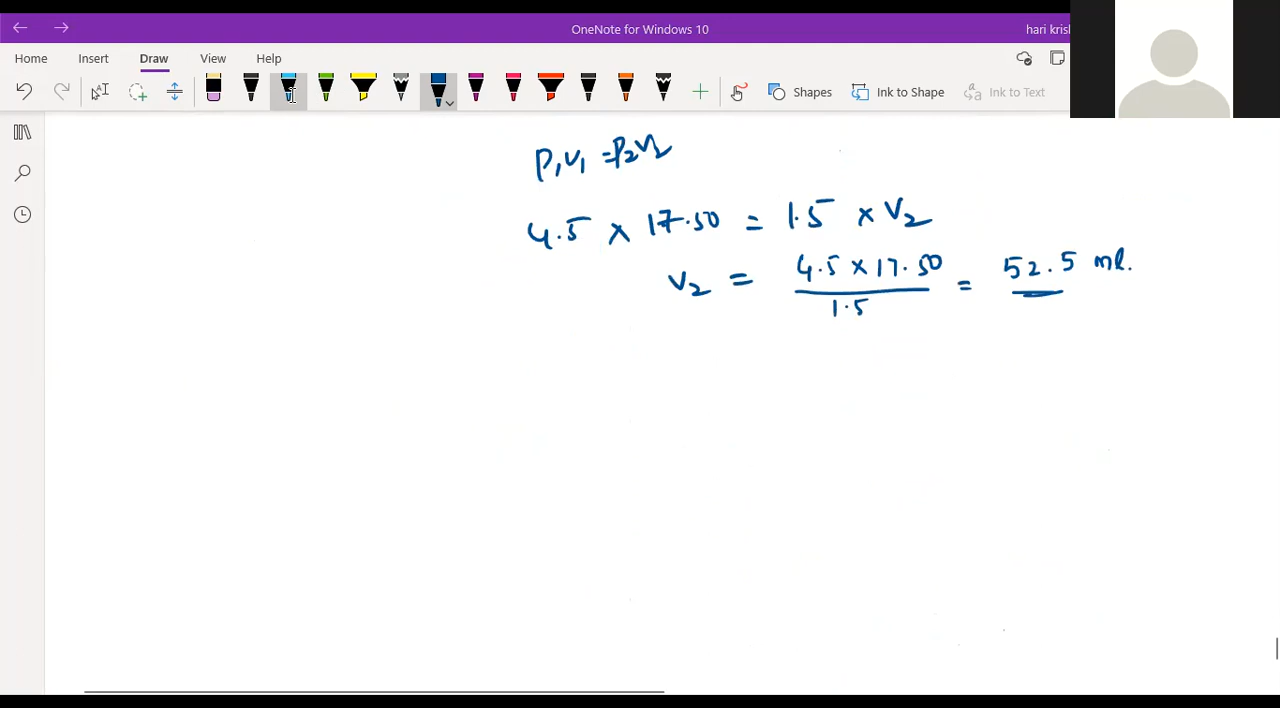 OneNote for Windows 10
hari krish
Home Insert Draw View Help
Shapes Ink to Shape Ink to Text
P₁V₁ = P₂V₂
4.5 × 17.50 = 1.5 × V₂
V₂ = 4.5 × 17.50 / 1.5 = 52.5 ml.